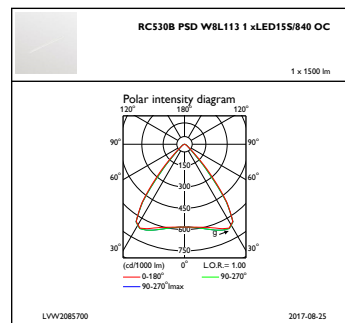 RC530B PSD W8L113 1 xLED15S/840 OC
1 x 1500 lm
Polar intensity diagram
120° 180° 120°
90° 90°
60° 60°
150
300
450
600
750
g
30° 30°
(cd/1000 lm) 0° L.O.R.= 1.00
0-180° 90-270°
90-270°Imax
LVW2085700 2017-08-25